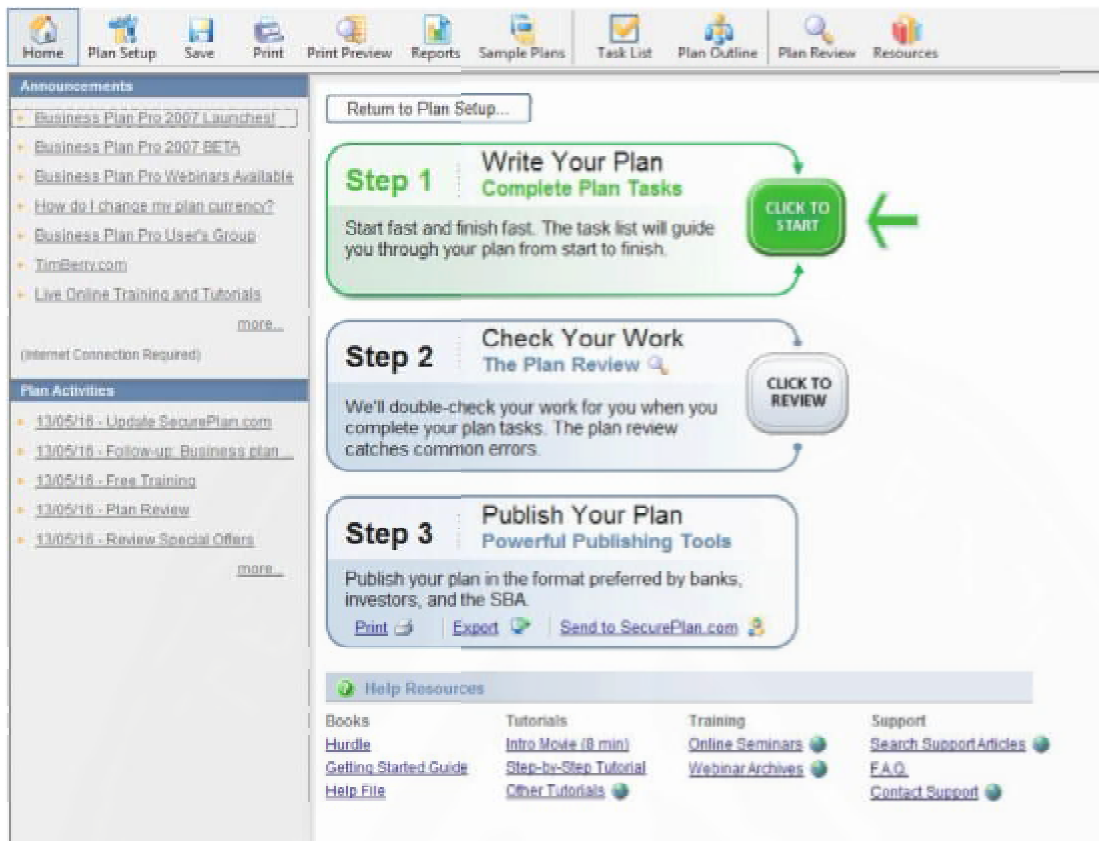 Home Plan Setup Save Print Print Preview Reports Sample Plans Task List Plan Outline Plan Review Resources
Announcements
Business Plan Pro 2007 Launches!
Business Plan Pro 2007 BETA
Business Plan Pro Webinars Available
How do I change my plan currency?
Business Plan Pro User's Group
TimBerry.com
Live Online Training and Tutorials
more...
(Internet Connection Required)
Plan Activities
13/05/16 - Update SecurePlan.com
13/05/16 - Follow-up: Business plan ...
13/05/16 - Free Training
13/05/16 - Plan Review
13/05/16 - Review Special Offers
more...
Return to Plan Setup...
Step 1
Write Your Plan
Complete Plan Tasks
Start fast and finish fast. The task list will guide
you through your plan from start to finish.
CLICK TO
START
Step 2
Check Your Work
The Plan Review
We'll double-check your work for you when you
complete your plan tasks. The plan review
catches common errors.
CLICK TO
REVIEW
Step 3
Publish Your Plan
Powerful Publishing Tools
Publish your plan in the format preferred by banks,
investors, and the SBA.
Print Export Send to SecurePlan.com
Help Resources
Books
Hurdle
Getting Started Guide
Help File
Tutorials
Intro Movie (8 min)
Step-by-Step Tutorial
Other Tutorials
Training
Online Seminars
Webinar Archives
Support
Search Support Articles
F.A.Q.
Contact Support